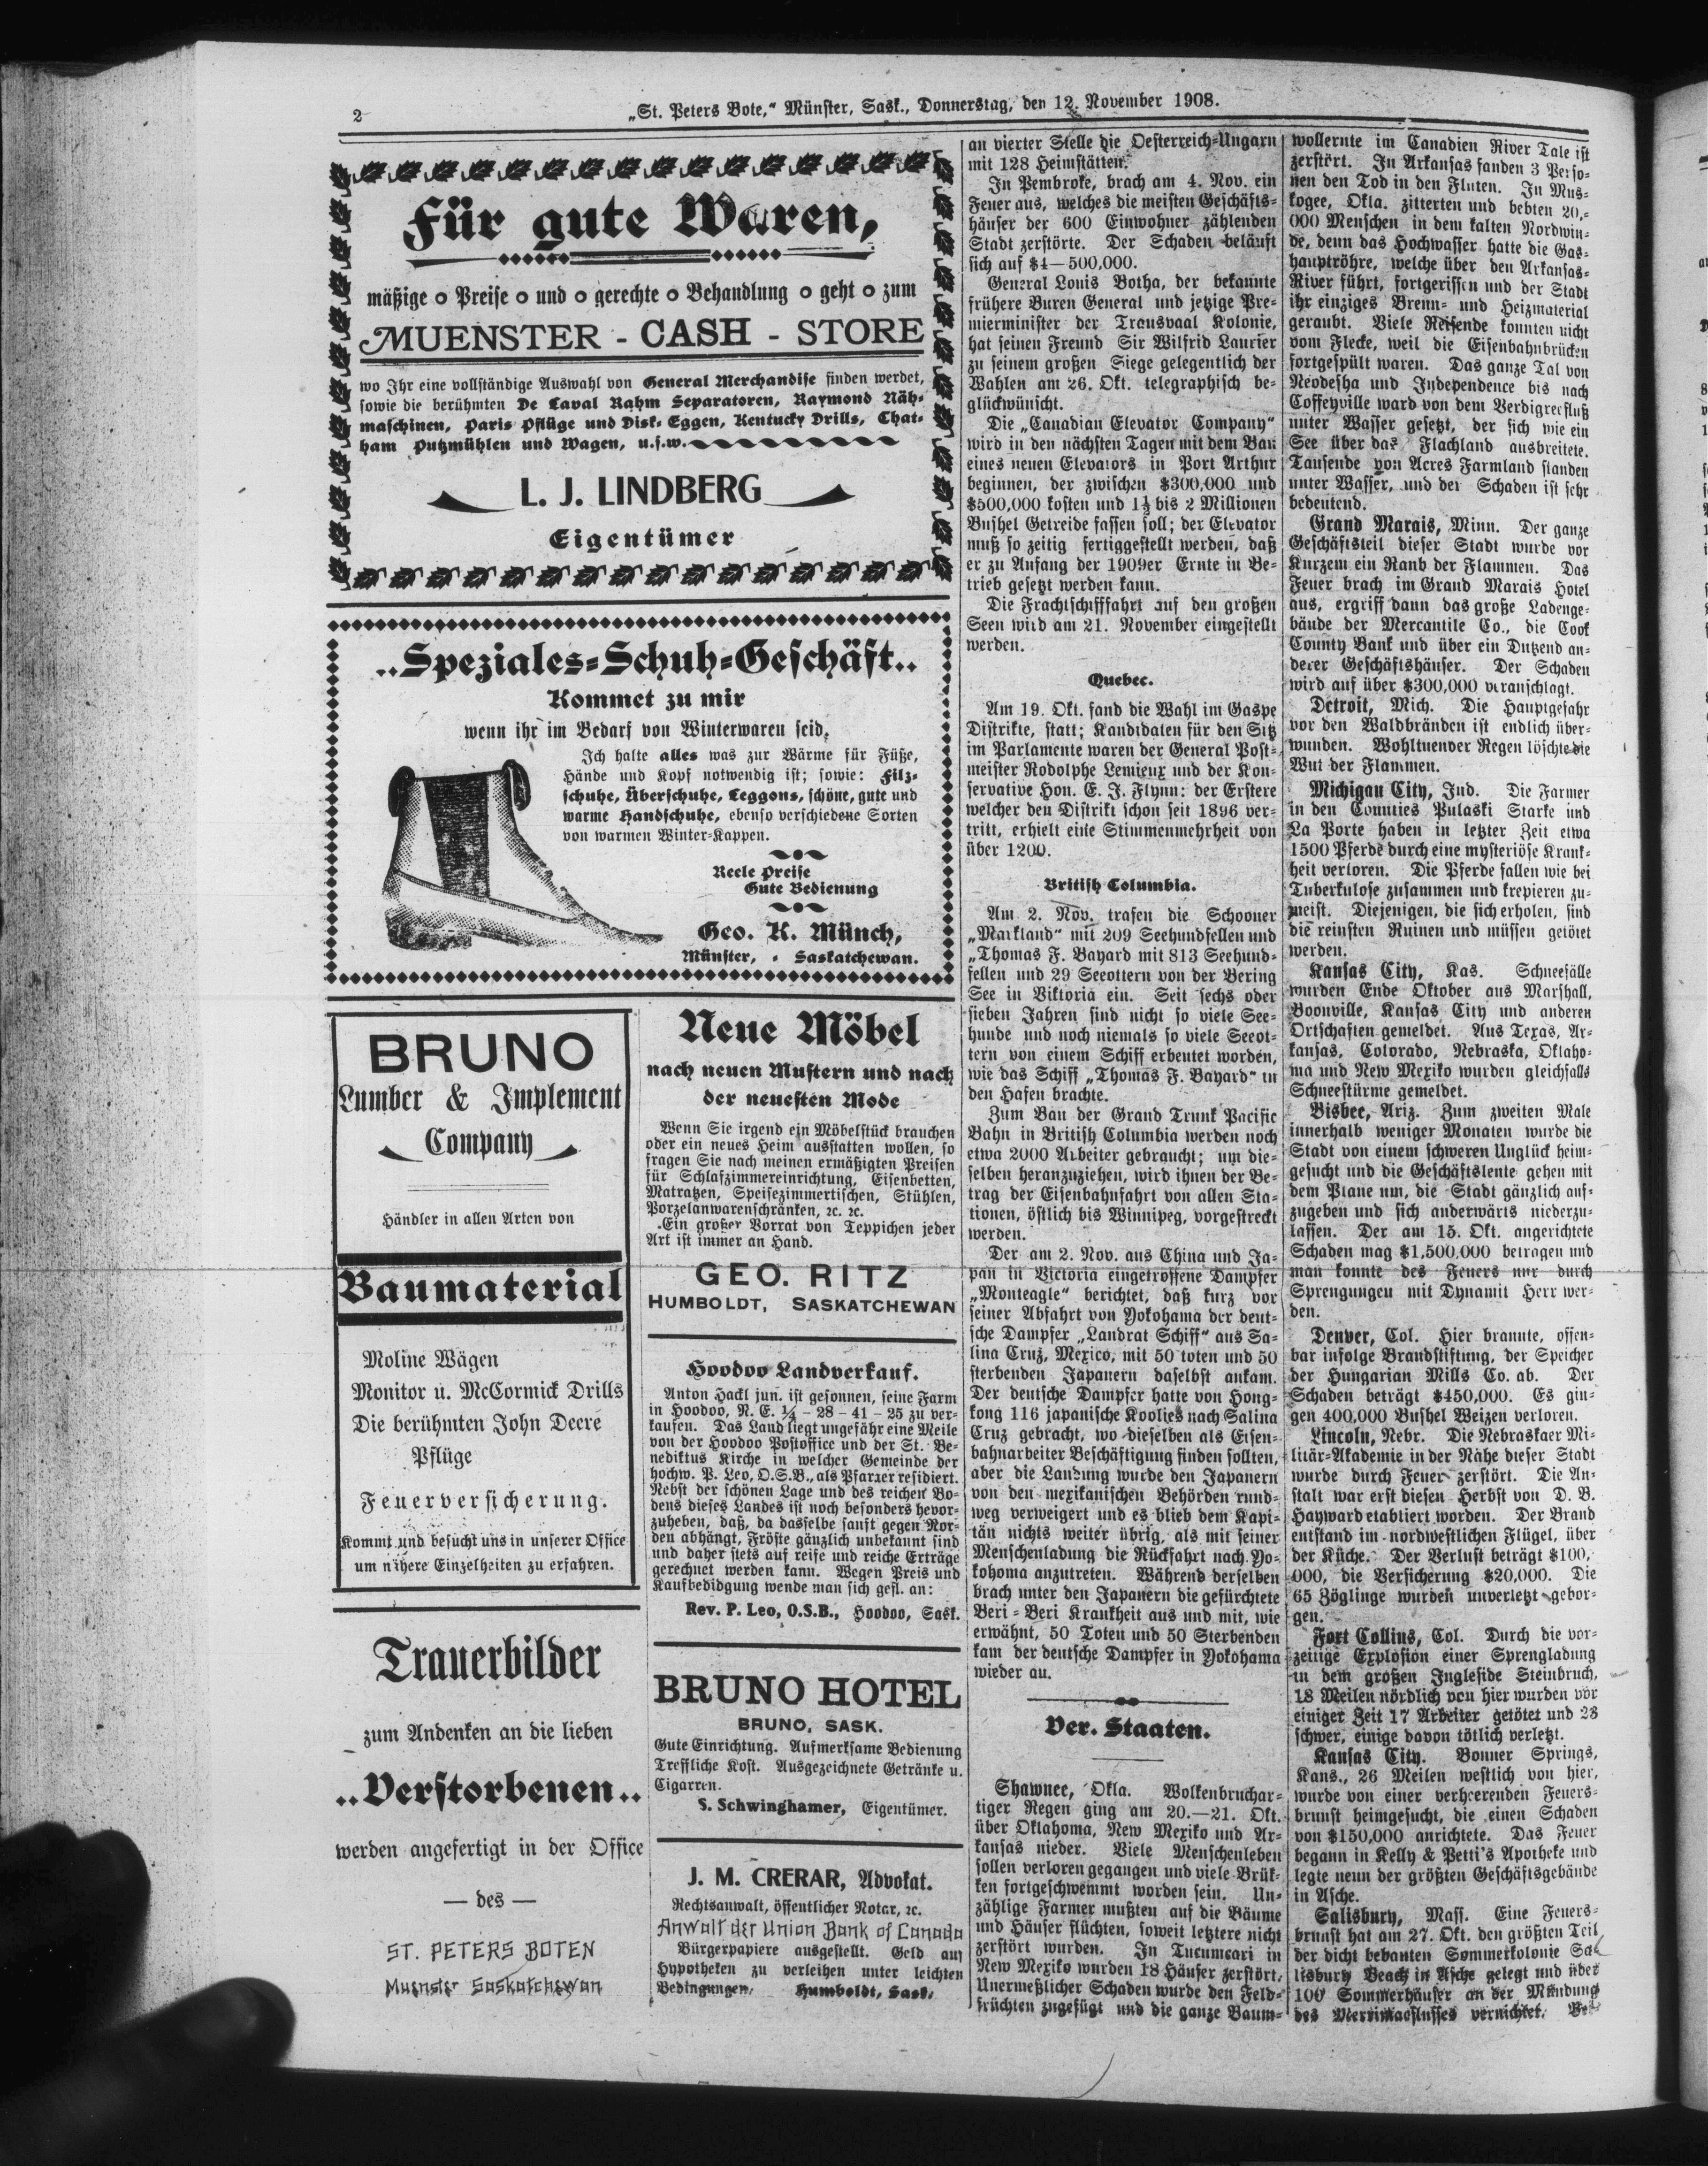 2
„St. Peters Bote,“ Münster, Sask., Donnerstag, den 12. November 1908.
Für gute Waren,
mäßige o Preise o und o gerechte o Behandlung o geht o zum
MUENSTER - CASH - STORE
wo Ihr eine vollständige Auswahl von General Merchandise finden werdet,
sowie die berühmten De Laval Rahm Separatoren, Raymond Näh-
maschinen, Paris Pflüge und Disk- Eggen, Kentucky Drills, Chat-
ham Putzmühlen und Wagen, u.s.w.
L. J. LINDBERG
Eigentümer
..Speziales-Schuh-Geschäft..
Kommet zu mir
wenn ihr im Bedarf von Winterwaren seid.
Ich halte alles was zur Wärme für Füße,
Hände und Kopf notwendig ist; sowie: Filz-
schuhe, Überschuhe, Leggons, schöne, gute und
warme Handschuhe, ebenso verschiedene Sorten
von warmen Winter-Kappen.
Reele Preise
Gute Bedienung
Geo. K. Münch,
Münster, - Saskatchewan.
BRUNO
Lumber & Implement
Company
Händler in allen Arten von
Baumaterial
Moline Wägen
Monitor u. McCormick Drills
Die berühmten John Deere
Pflüge
Feuerversicherung.
Kommt und besucht uns in unserer Office
um nähere Einzelheiten zu erfahren.
Trauerbilder
zum Andenken an die lieben
..Verstorbenen..
werden angefertigt in der Office
— des —
ST. PETERS BOTEN
Muenster Saskatchewan
Neue Möbel
nach neuen Mustern und nach
der neuesten Mode
Wenn Sie irgend ein Möbelstück brauchen
oder ein neues Heim ausstatten wollen, so
fragen Sie nach meinen ermäßigten Preisen
für Schlafzimmereinrichtung, Eisenbetten,
Matratzen, Speisezimmertischen, Stühlen,
Porzelanwarenschränken, ꝛc. ꝛc.
Ein großer Vorrat von Teppichen jeder
Art ist immer an Hand.
GEO. RITZ
HUMBOLDT, SASKATCHEWAN
Hoodoo Landverkauf.
Anton Hackl jun. ist gesonnen, seine Farm
in Hoodoo, N. E. ¼ – 28 – 41 – 25 zu ver-
kaufen. Das Land liegt ungefähr eine Meile
von der Hoodoo Postoffice und der St. Be-
nediktus Kirche in welcher Gemeinde der
hochw. P. Leo, O.S.B., als Pfarrer residiert.
Nebst der schönen Lage und des reichen Bo-
dens dieses Landes ist noch besonders hevor-
zuheben, daß, da dasselbe sanft gegen Nor-
den abhängt, Fröste gänzlich unbekannt sind
und daher stets auf reife und reiche Erträge
gerechnet werden kann. Wegen Preis und
Kaufbedidgung wende man sich gefl. an:
Rev. P. Leo, O.S.B., Hoodoo, Sask.
BRUNO HOTEL
BRUNO, SASK.
Gute Einrichtung. Aufmerksame Bedienung
Treffliche Kost. Ausgezeichnete Getränke u.
Cigarren.
S. Schwinghamer, Eigentümer.
J. M. CRERAR, Advokat.
Rechtsanwalt, öffentlicher Notar, ꝛc.
Anwalt der Union Bank of Canada
Bürgerpapiere ausgestellt. Geld auf
Hypotheken zu verleihen unter leichten
Bedingungen, Humboldt, Sask.
an vierter Stelle die Oesterreich-Ungarn
mit 128 Heimstätten.
In Pembroke, brach am 4. Nov. ein
Feuer aus, welches die meisten Geschäfts-
häuser der 600 Einwohner zählenden
Stadt zerstörte. Der Schaden beläuft
sich auf $4—500,000.
General Louis Botha, der bekannte
frühere Buren General und jetzige Pre-
mierminister der Transvaal Kolonie,
hat seinen Freund Sir Wilfrid Laurier
zu seinem großen Siege gelegentlich der
Wahlen am 26. Okt. telegraphisch be-
glückwünscht.
Die „Canadian Elevator Company“
wird in den nächsten Tagen mit dem Bau
eines neuen Elevators in Port Arthur
beginnen, der zwischen $300,000 und
$500,000 kosten und 1½ bis 2 Millionen
Bushel Getreide fassen soll; der Elevator
muß so zeitig fertiggestellt werden, daß
er zu Anfang der 1909er Ernte in Be-
trieb gesetzt werden kann.
Die Frachtschifffahrt auf den großen
Seen wird am 21. November eingestellt
werden.
Quebec.
Am 19. Okt. fand die Wahl im Gaspe
Distrikte, statt; Kandidaten für den Sitz
im Parlamente waren der General Post-
meister Rodolphe Lemieux und der Kon-
servative Hon. E. J. Flynn: der Erstere
welcher den Distrikt schon seit 1896 ver-
tritt, erhielt eine Stimmenmehrheit von
über 1200.
British Columbia.
Am 2. Nov. trafen die Schooner
„Markland“ mit 209 Seehundfellen und
„Thomas F. Bayard mit 813 Seehund-
fellen und 29 Seeottern von der Bering
See in Viktoria ein. Seit sechs oder
sieben Jahren sind nicht so viele See-
hunde und noch niemals so viele Seeot-
tern von einem Schiff erbeutet worden,
wie das Schiff „Thomas F. Bayard“ in
den Hafen brachte.
Zum Bau der Grand Trunk Pacific
Bahn in British Columbia werden noch
etwa 2000 Arbeiter gebraucht; um die-
selben heranzuziehen, wird ihnen der Be-
trag der Eisenbahnfahrt von allen Sta-
tionen, östlich bis Winnipeg, vorgestreckt
werden.
Der am 2. Nov. aus China und Ja-
pan in Victoria eingetroffene Dampfer
„Monteagle“ berichtet, daß kurz vor
seiner Abfahrt von Yokohama der deut-
sche Dampfer „Landrat Schiff“ aus Sa-
lina Cruz, Mexico, mit 50 toten und 50
sterbenden Japanern daselbst ankam.
Der deutsche Dampfer hatte von Hong-
kong 116 japanische Koolies nach Salina
Cruz gebracht, wo dieselben als Eisen-
bahnarbeiter Beschäftigung finden sollten,
aber die Landung wurde den Japanern
von den mexikanischen Behörden rund-
weg verweigert und es blieb dem Kapi-
tän nichts weiter übrig, als mit seiner
Menschenladung die Rückfahrt nach Yo-
kohoma anzutreten. Während derselben
brach unter den Japanern die gefürchtete
Beri - Beri Krankheit aus und mit, wie
erwähnt, 50 Toten und 50 Sterbenden
kam der deutsche Dampfer in Yokohama
wieder an.
Ver. Staaten.
Shawnee, Okla. Wolkenbruchar-
tiger Regen ging am 20.—21. Okt.
über Oklahoma, New Mexiko und Ar-
kansas nieder. Viele Menschenleben
sollen verloren gegangen und viele Brük-
ken fortgeschwemmt worden sein. Un-
zählige Farmer mußten auf die Bäume
und Häuser flüchten, soweit letztere nicht
zerstört wurden. In Tucumcari in
New Mexiko wurden 18 Häuser zerstört.
Unermeßlicher Schaden wurde den Feld-
früchten zugefügt und die ganze Baum-
wollernte im Canadien River Tale ist
zerstört. In Arkansas fanden 3 Perso-
nen den Tod in den Fluten. In Mus-
kogee, Okla. zitterten und bebten 20,-
000 Menschen in dem kalten Nordwin-
de, denn das Hochwasser hatte die Gas-
hauptröhre, welche über den Arkansas-
River führt, fortgerissen und der Stadt
ihr einziges Brenn- und Heizmaterial
geraubt. Viele Reisende konnten nicht
vom Flecke, weil die Eisenbahnbrücken
fortgespült waren. Das ganze Tal von
Neodesha und Independence bis nach
Coffeyville ward von dem Verdigrecfluß
unter Wasser gesetzt, der sich wie ein
See über das Flachland ausbreitete.
Tausende von Acres Farmland standen
unter Wasser, und der Schaden ist sehr
bedeutend.
Grand Marais, Minn. Der ganze
Geschäftsteil dieser Stadt wurde vor
Kurzem ein Raub der Flammen. Das
Feuer brach im Grand Marais Hotel
aus, ergriff dann das große Ladenge-
bäude der Mercantile Co., die Cook
County Bank und über ein Dutzend an-
derer Geschäftshäuser. Der Schaden
wird auf über $300,000 veranschlagt.
Detroit, Mich. Die Hauptgefahr
vor den Waldbränden ist endlich über-
wunden. Wohltuender Regen löschte die
Wut der Flammen.
Michigan City, Ind. Die Farmer
in den Counties Pulaski Starke und
La Porte haben in letzter Zeit etwa
1500 Pferde durch eine mysteriöse Krank-
heit verloren. Die Pferde fallen wie bei
Tuberkulose zusammen und krepieren zu-
meist. Diejenigen, die sich erholen, sind
die reinsten Ruinen und müssen getötet
werden.
Kansas City, Kas. Schneefälle
wurden Ende Oktober aus Marshall,
Boonville, Kansas City und anderen
Ortschaften gemeldet. Aus Texas, Ar-
kansas, Colorado, Nebraska, Oklaho-
ma und New Mexiko wurden gleichfalls
Schneestürme gemeldet.
Bisbee, Ariz. Zum zweiten Male
innerhalb weniger Monaten wurde die
Stadt von einem schweren Unglück heim-
gesucht und die Geschäftsleute gehen mit
dem Plane um, die Stadt gänzlich auf-
zugeben und sich anderwärts niederzu-
lassen. Der am 15. Okt. angerichtete
Schaden mag $1,500,000 betragen und
man konnte des Feuers nur durch
Sprengungen mit Dynamit Herr wer-
den.
Denver, Col. Hier brannte, offen-
bar infolge Brandstiftung, der Speicher
der Hungarian Mills Co. ab. Der
Schaden beträgt $450,000. Es gin-
gen 400,000 Bushel Weizen verloren.
Lincoln, Nebr. Die Nebraskaer Mi-
litär-Akademie in der Nähe dieser Stadt
wurde durch Feuer zerstört. Die An-
stalt war erst diesen Herbst von D. B.
Hayward etabliert worden. Der Brand
entstand im nordwestlichen Flügel, über
der Küche. Der Verlust beträgt $100,
000, die Versicherung $20,000. Die
65 Zöglinge wurden unverletzt gebor-
gen.
Fort Collins, Col. Durch die vor-
zeitige Explosion einer Sprengladung
in dem großen Ingleside Steinbruch,
18 Meilen nördlich von hier wurden vor
einiger Zeit 17 Arbeiter getötet und 23
schwer, einige davon tötlich verletzt.
Kansas City. Bonner Springs,
Kans., 26 Meilen westlich von hier,
wurde von einer verheerenden Feuers-
brunst heimgesucht, die einen Schaden
von $150,000 anrichtete. Das Feuer
begann in Kelly & Petti's Apotheke und
legte neun der größten Geschäftsgebäude
in Asche.
Salisbury, Mass. Eine Feuers-
brunst hat am 27. Okt. den größten Teil
der dicht bebauten Sommerkolonie Sa-
lisbury Beach in Asche gelegt und über
100 Sommerhäuser an der Mündung
des Merrimacflusses vernichtet.